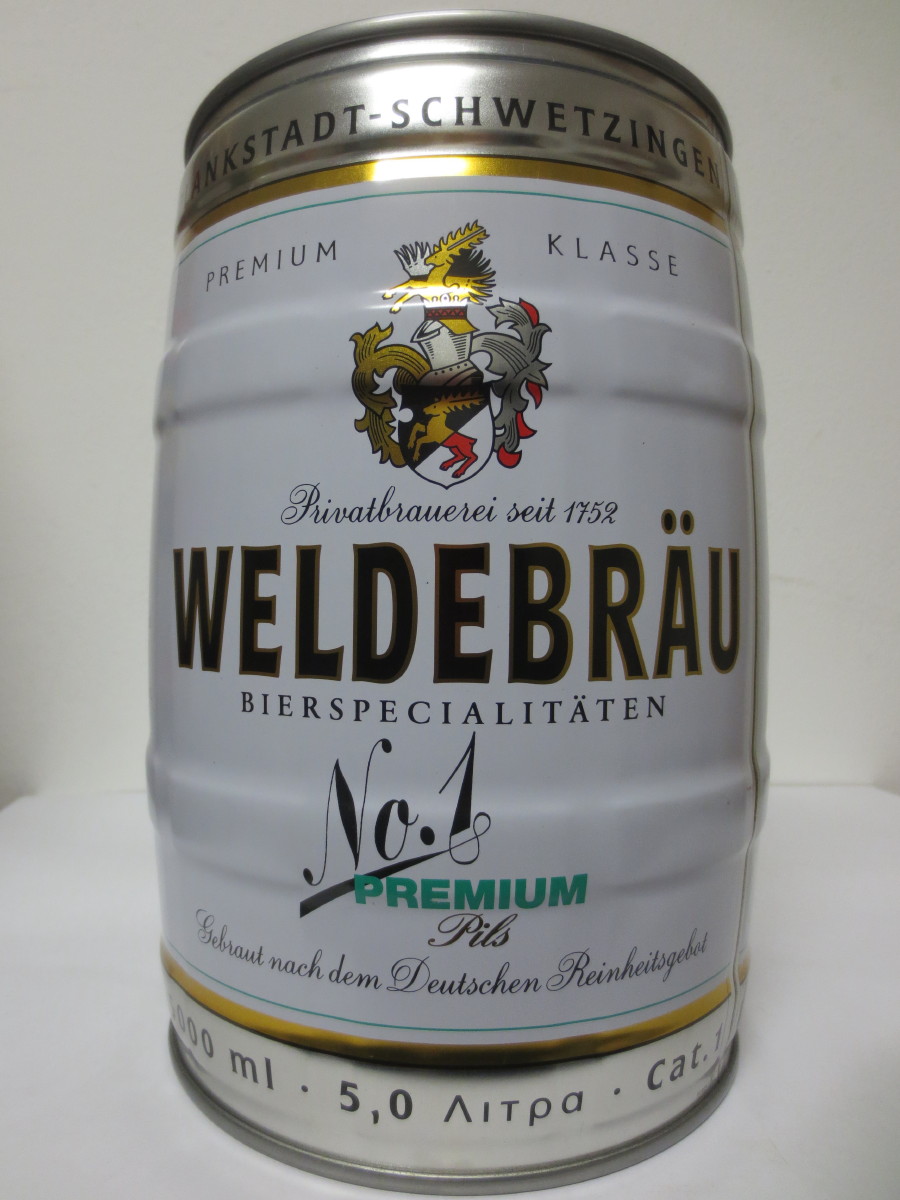 ANKSTADT-SCHWETZINGEN
PREMIUM KLASSE
Privatbrauerei seit 1752
WELDEBRÄU
BIERSPECIALITÄTEN
No.1
PREMIUM
Pils
Gebraut nach dem Deutschen Reinheitsgebot
000 ml · 5,0 Λιτρα · Cat. 1